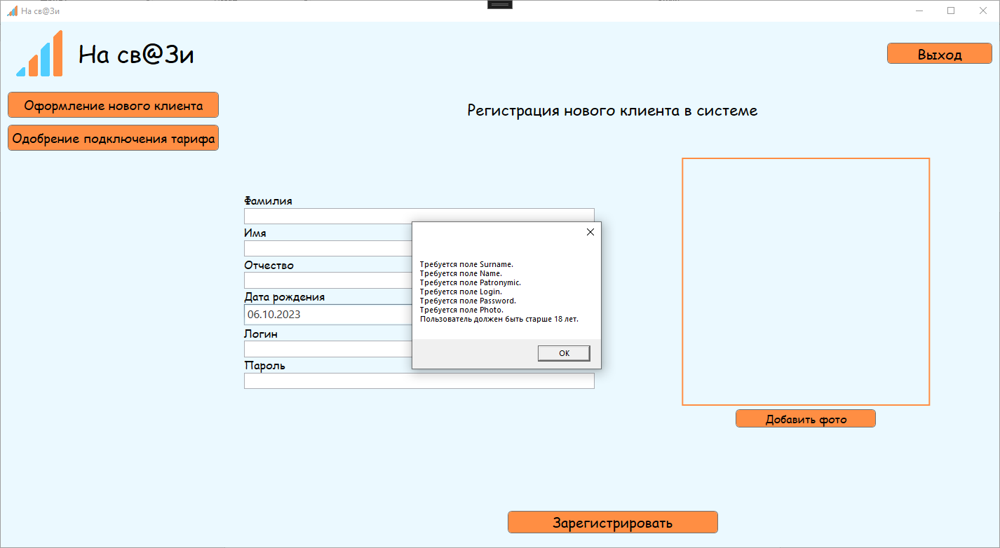 На св@Зи
На св@Зи
Выход
Оформление нового клиента
Одобрение подключения тарифа
Регистрация нового клиента в системе
Фамилия
Имя
Отчество
Дата рождения
06.10.2023
Логин
Пароль
Требуется поле Surname.
Требуется поле Name.
Требуется поле Patronymic.
Требуется поле Login.
Требуется поле Password.
Требуется поле Photo.
Пользователь должен быть старше 18 лет.
OK
Добавить фото
Зарегистрировать